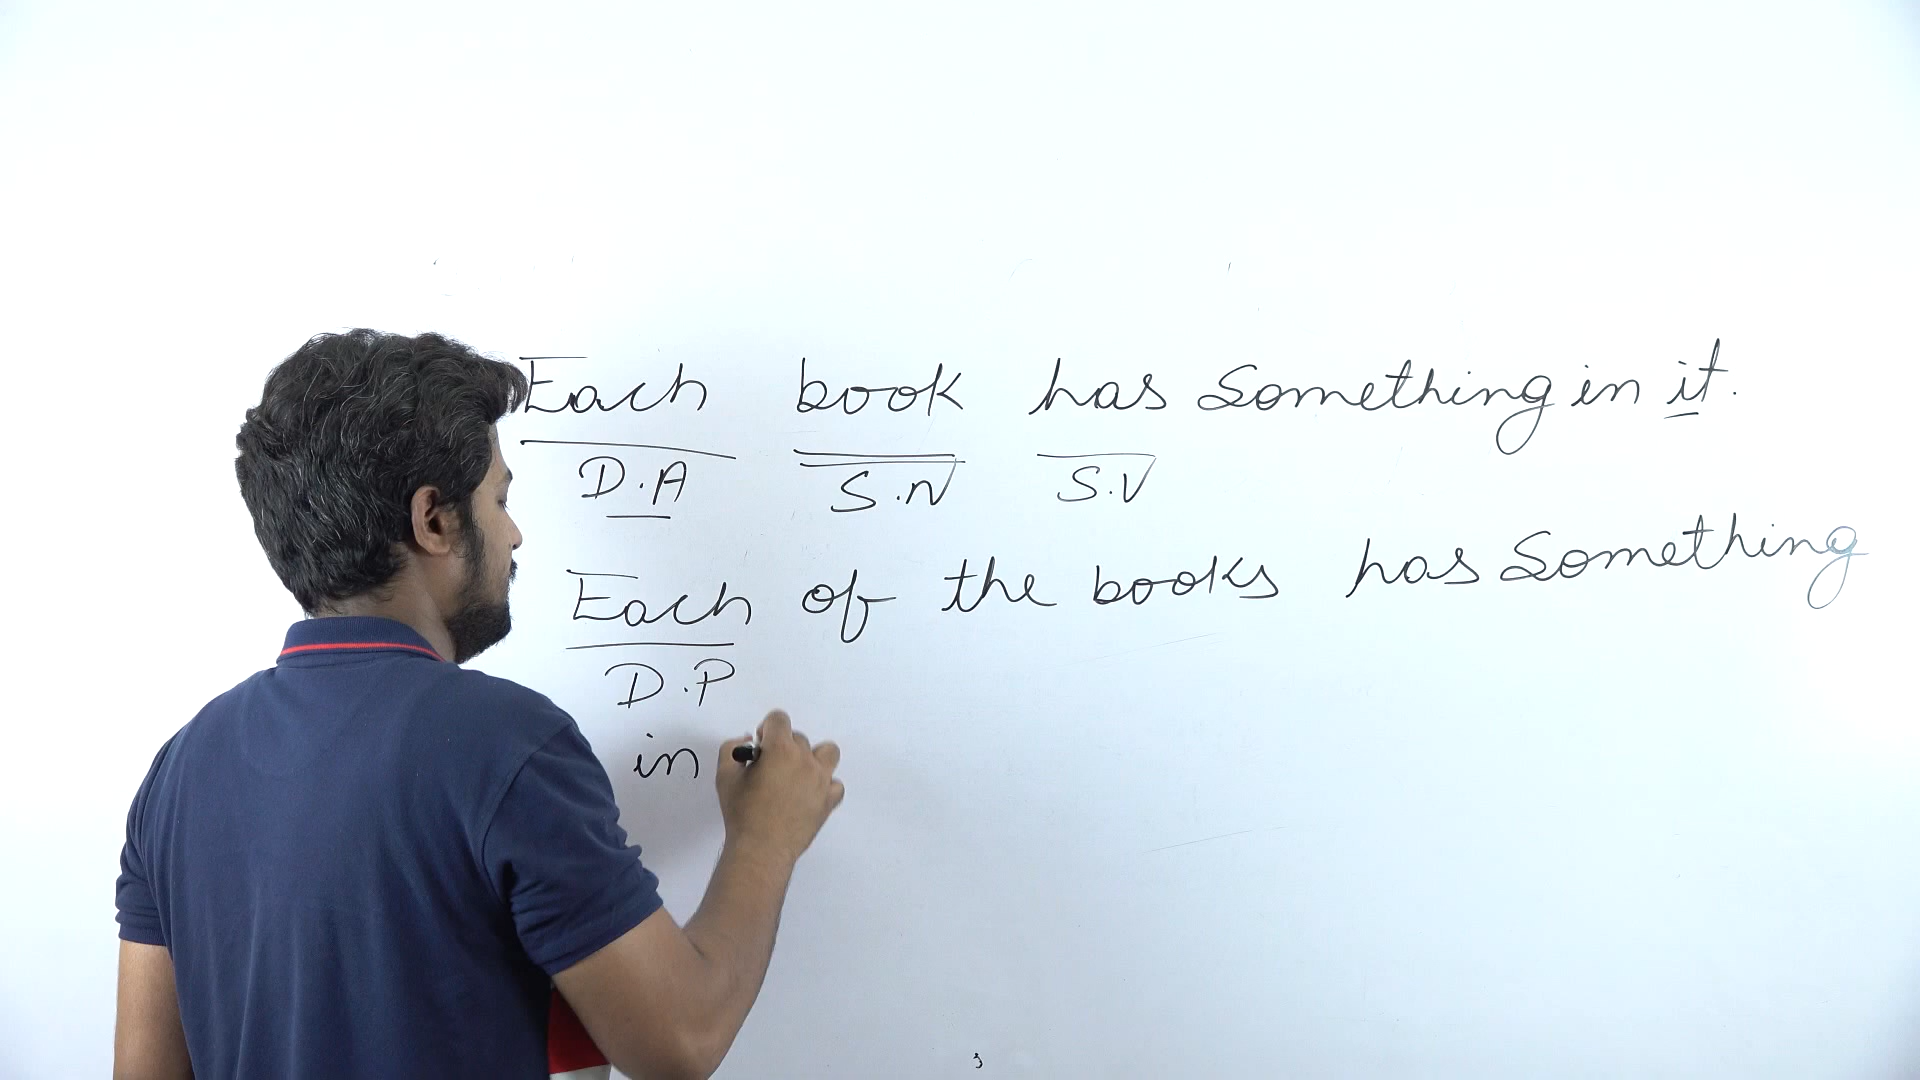 Each book has Something in it.
D.A S.N S.V
Each of the books has Something
D.P
in